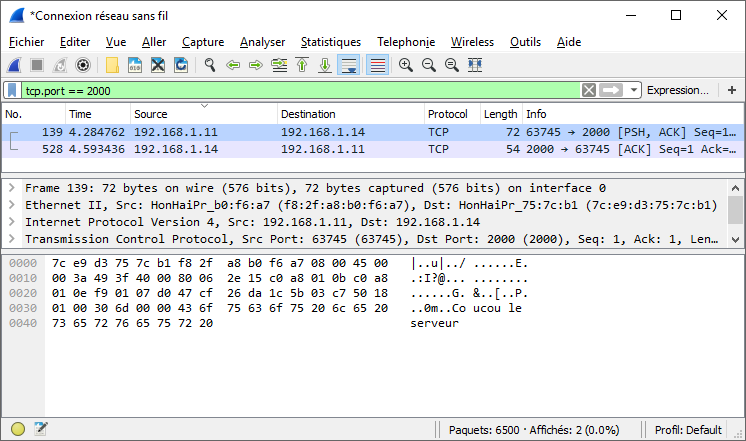 *Connexion réseau sans fil
Fichier Editer Vue Aller Capture Analyser Statistiques Telephonie Wireless Outils Aide
tcp.port == 2000 Expression... +
No. Time Source Destination Protocol Length Info
139 4.284762 192.168.1.11 192.168.1.14 TCP 72 63745 → 2000 [PSH, ACK] Seq=1...
528 4.593436 192.168.1.14 192.168.1.11 TCP 54 2000 → 63745 [ACK] Seq=1 Ack=...
Frame 139: 72 bytes on wire (576 bits), 72 bytes captured (576 bits) on interface 0
Ethernet II, Src: HonHaiPr_b0:f6:a7 (f8:2f:a8:b0:f6:a7), Dst: HonHaiPr_75:7c:b1 (7c:e9:d3:75:7c:b1)
Internet Protocol Version 4, Src: 192.168.1.11, Dst: 192.168.1.14
Transmission Control Protocol, Src Port: 63745 (63745), Dst Port: 2000 (2000), Seq: 1, Ack: 1, Len...
0000 7c e9 d3 75 7c b1 f8 2f a8 b0 f6 a7 08 00 45 00 |..u|../ ......E.
0010 00 3a 49 3f 40 00 80 06 2e 15 c0 a8 01 0b c0 a8 .:I?@... ........
0020 01 0e f9 01 07 d0 47 cf 26 da 1c 5b 03 c7 50 18 ......G. &..[..P.
0030 01 00 30 6d 00 00 43 6f 75 63 6f 75 20 6c 65 20 ..0m..Co ucou le
0040 73 65 72 76 65 75 72 20 serveur
Paquets: 6500 · Affichés: 2 (0.0%) Profil: Default